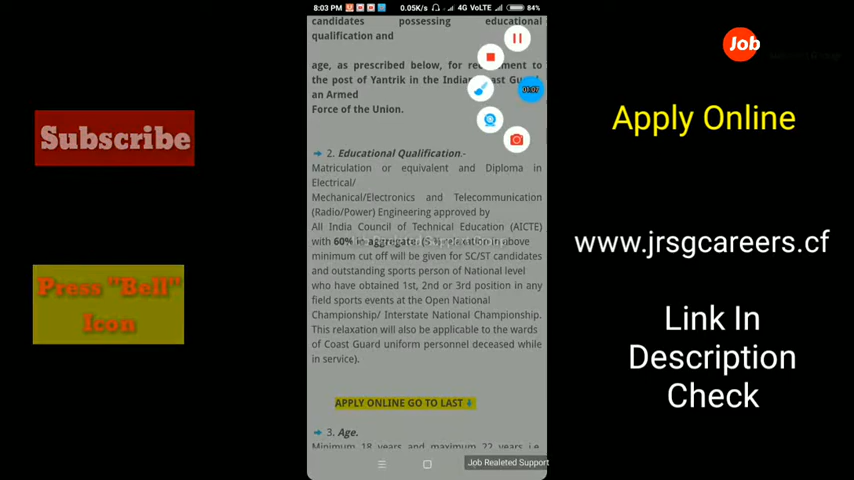 8:03 PM
0.05K/s
4G VoLTE
84%
candidates possessing educational
qualification and
age, as prescribed below, for to
the post of Yantrik in the Indian Coast Guard,
an Armed
Force of the Union.
01:07
2. Educational Qualification.-
Matriculation or equivalent and Diploma in
Electrical/
Mechanical/Electronics and Telecommunication
(Radio/Power) Engineering approved by
All India Council of Technical Education (AICTE)
with 60% in aggregate above
minimum cut off will be given for SC/ST candidates
and outstanding sports person of National level
who have obtained 1st, 2nd or 3rd position in any
field sports events at the Open National
Championship/ Interstate National Championship.
This relaxation will also be applicable to the wards
of Coast Guard uniform personnel deceased while
in service).
APPLY ONLINE GO TO LAST
3. Age.
Minimum 18 years and maximum 22 years i.e.
Job Realeted Support
Subscribe
Press "Bell"
Icon
Job
Apply Online
www.jrsgcareers.cf
Link In
Description
Check